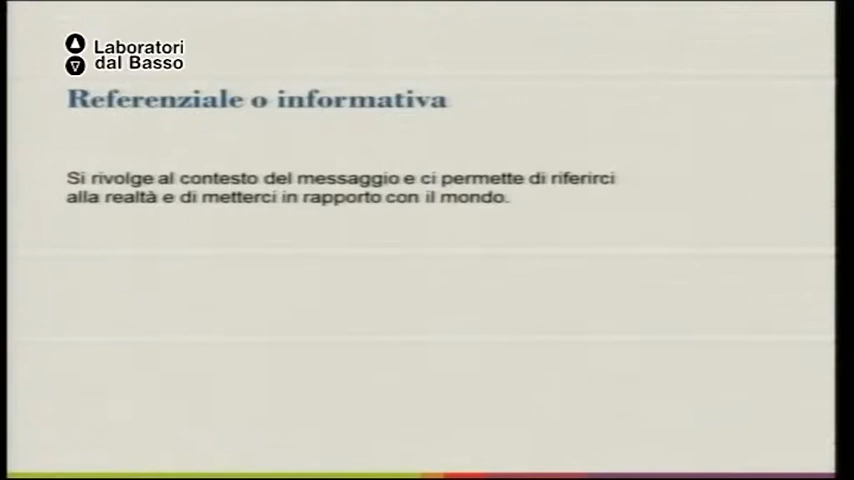 Laboratori
dal Basso
Referenziale o informativa
Si rivolge al contesto del messaggio e ci permette di riferirci
alla realtà e di metterci in rapporto con il mondo.